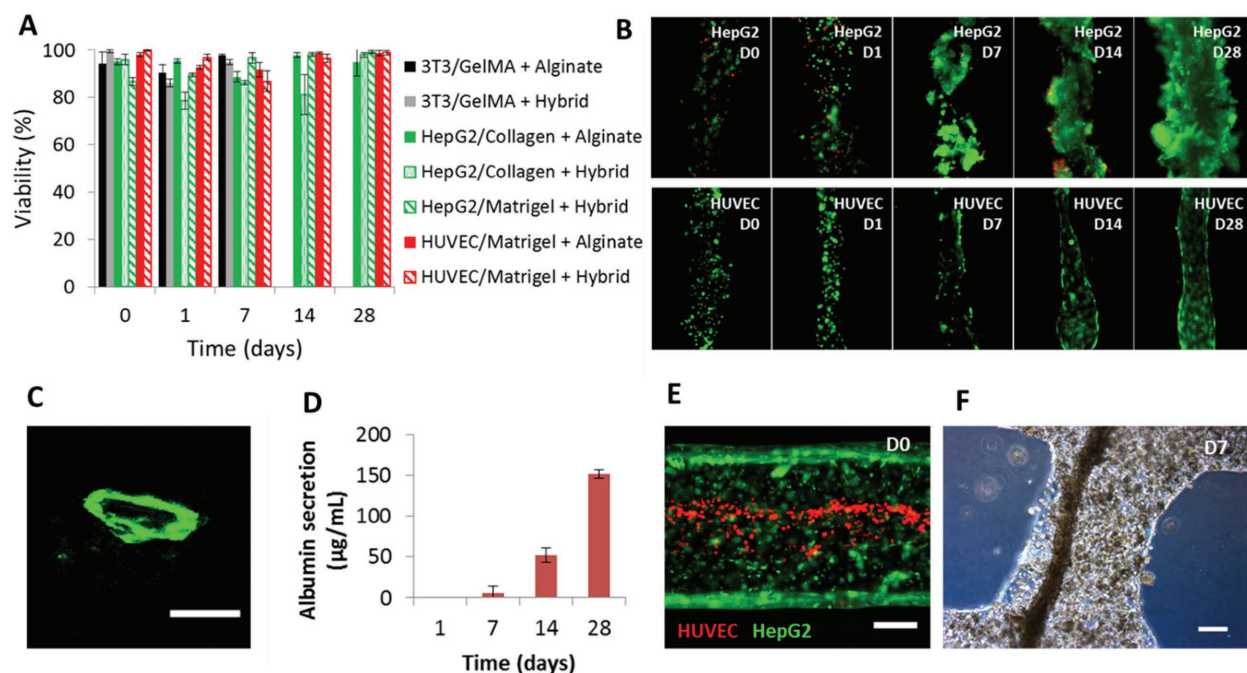 A
Viability (%)
100
80
60
40
20
0
0 1 7 14 28
Time (days)
3T3/GelMA + Alginate
3T3/GelMA + Hybrid
HepG2/Collagen + Alginate
HepG2/Collagen + Hybrid
HepG2/Matrigel + Hybrid
HUVEC/Matrigel + Alginate
HUVEC/Matrigel + Hybrid
B
HepG2
D0
HepG2
D1
HepG2
D7
HepG2
D14
HepG2
D28
HUVEC
D0
HUVEC
D1
HUVEC
D7
HUVEC
D14
HUVEC
D28
C
D
Albumin secretion
(µg/mL)
200
150
100
50
0
1 7 14 28
Time (days)
E
D0
HUVEC HepG2
F
D7